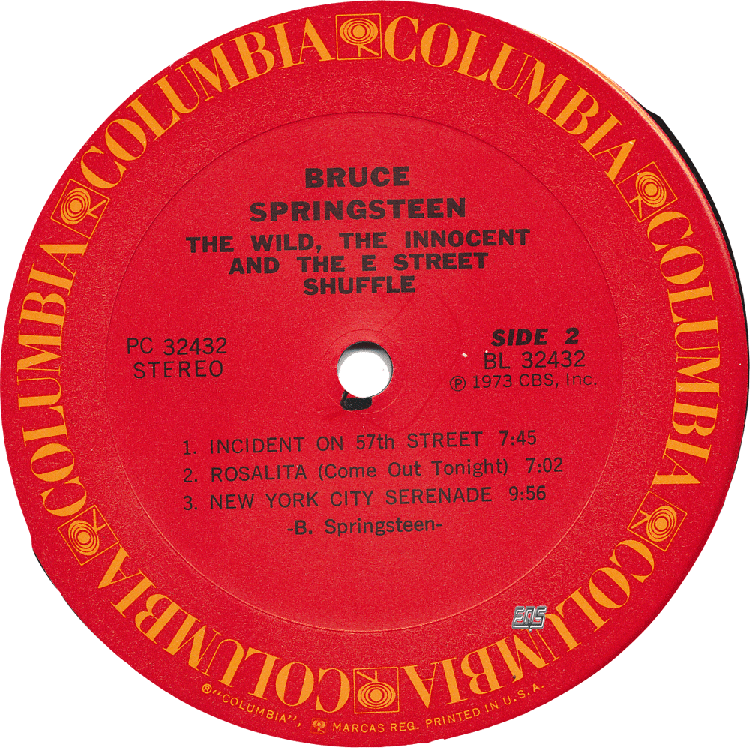 COLUMBIA COLUMBIA COLUMBIA COLUMBIA COLUMBIA COLUMBIA COLUMBIA COLUMBIA
BRUCE
SPRINGSTEEN
THE WILD, THE INNOCENT
AND THE E STREET
SHUFFLE
PC 32432
STEREO
SIDE 2
BL 32432
Ⓟ 1973 CBS, Inc.
1. INCIDENT ON 57th STREET 7:45
2. ROSALITA (Come Out Tonight) 7:02
3. NEW YORK CITY SERENADE 9:56
-B. Springsteen-
®"COLUMBIA", MARCAS REG. PRINTED IN U.S.A.